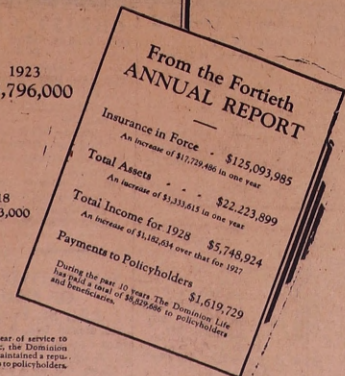 1923
,796,000
18
3,000
From the Fortieth
ANNUAL REPORT
Insurance in Force . $125,093,985
An increase of $17,729,486 in one year
Total Assets . . . $22,223,899
An increase of $3,333,615 in one year
Total Income for 1928 $5,748,924
An increase of $1,182,634 over that for 1927
Payments to Policyholders
$1,619,729
During the past 10 years The Dominion Life
has paid a total of $8,829,686 to policyholders
and beneficiaries.
ear of service to
the Dominion
aintained a repu-
to policyholders.